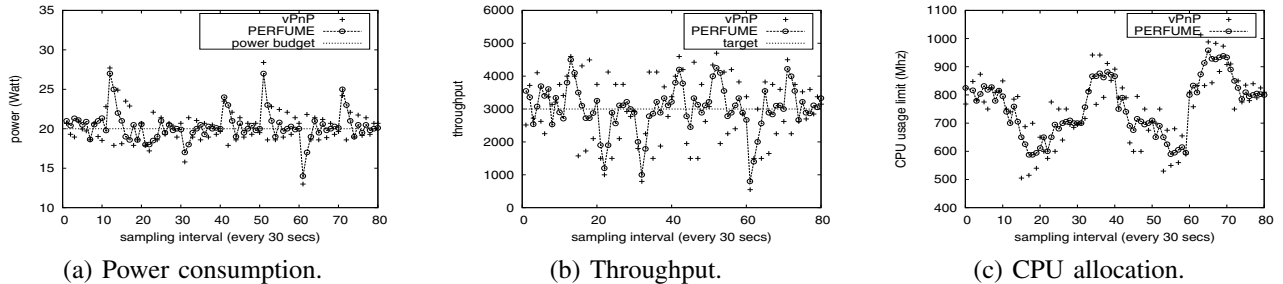 vPnP
PERFUME
power budget
power (Watt)
35
30
25
20
15
10
0 10 20 30 40 50 60 70 80
sampling interval (every 30 secs)
(a) Power consumption.
vPnP
PERFUME
target
throughput
6000
5000
4000
3000
2000
1000
0
0 10 20 30 40 50 60 70 80
sampling interval (every 30 secs)
(b) Throughput.
vPnP
PERFUME
CPU usage limit (Mhz)
1100
1000
900
800
700
600
500
400
0 10 20 30 40 50 60 70 80
sampling interval (every 30 secs)
(c) CPU allocation.